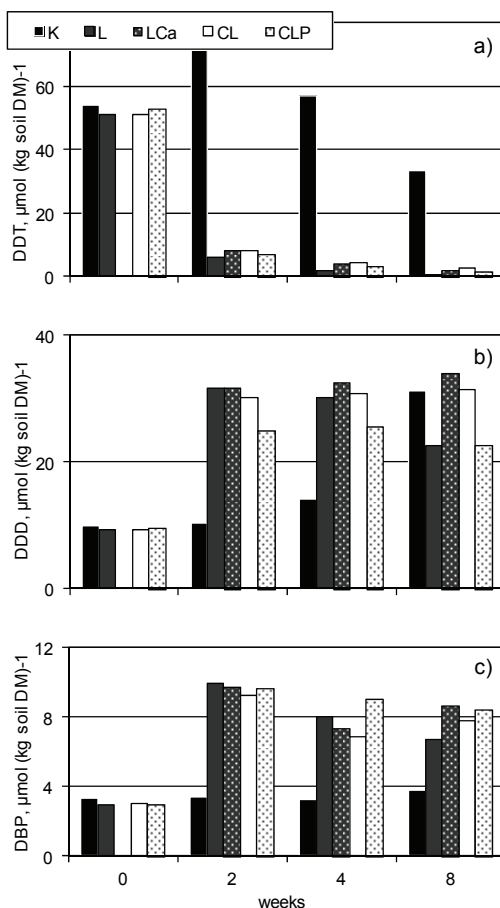 K L LCa CL CLP
a)
60
40
20
0
DDT, µmol (kg soil DM)-1
b)
40
20
0
DDD, µmol (kg soil DM)-1
c)
12
8
4
0
DBP, µmol (kg soil DM)-1
0 2 4 8
weeks